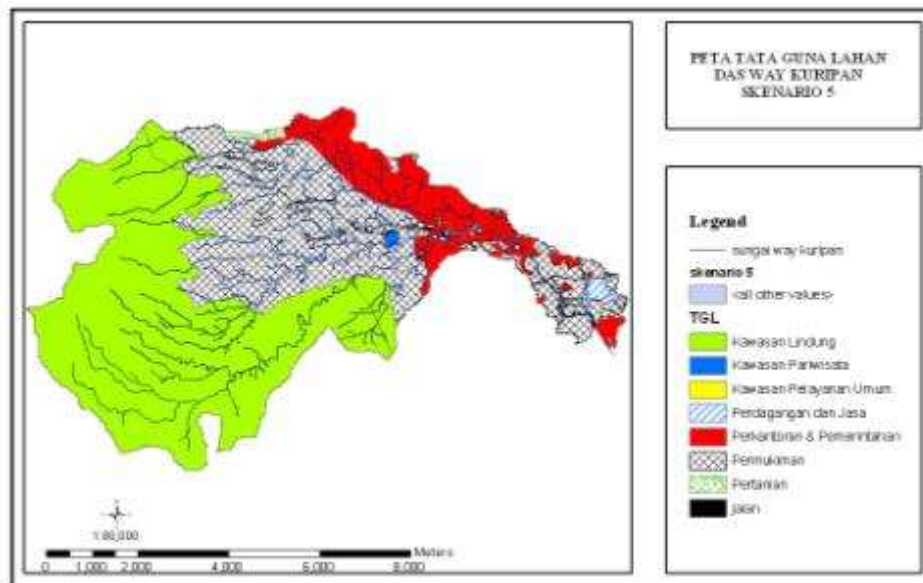 PETA TATA GUNA LAHAN
DAS WAY KURIPAN
SKENARIO 5
Legend
sungai way kuripan
skenario 5
<all other values>
TGL
Kawasan Lindung
Kawasan Pariwisata
Kawasan Pelayanan Umum
Perdagangan dan Jasa
Perkantoran & Pemerintahan
Permukiman
Pertanian
jalan
Meters
0 1,000 2,000 4,000 6,000 8,000